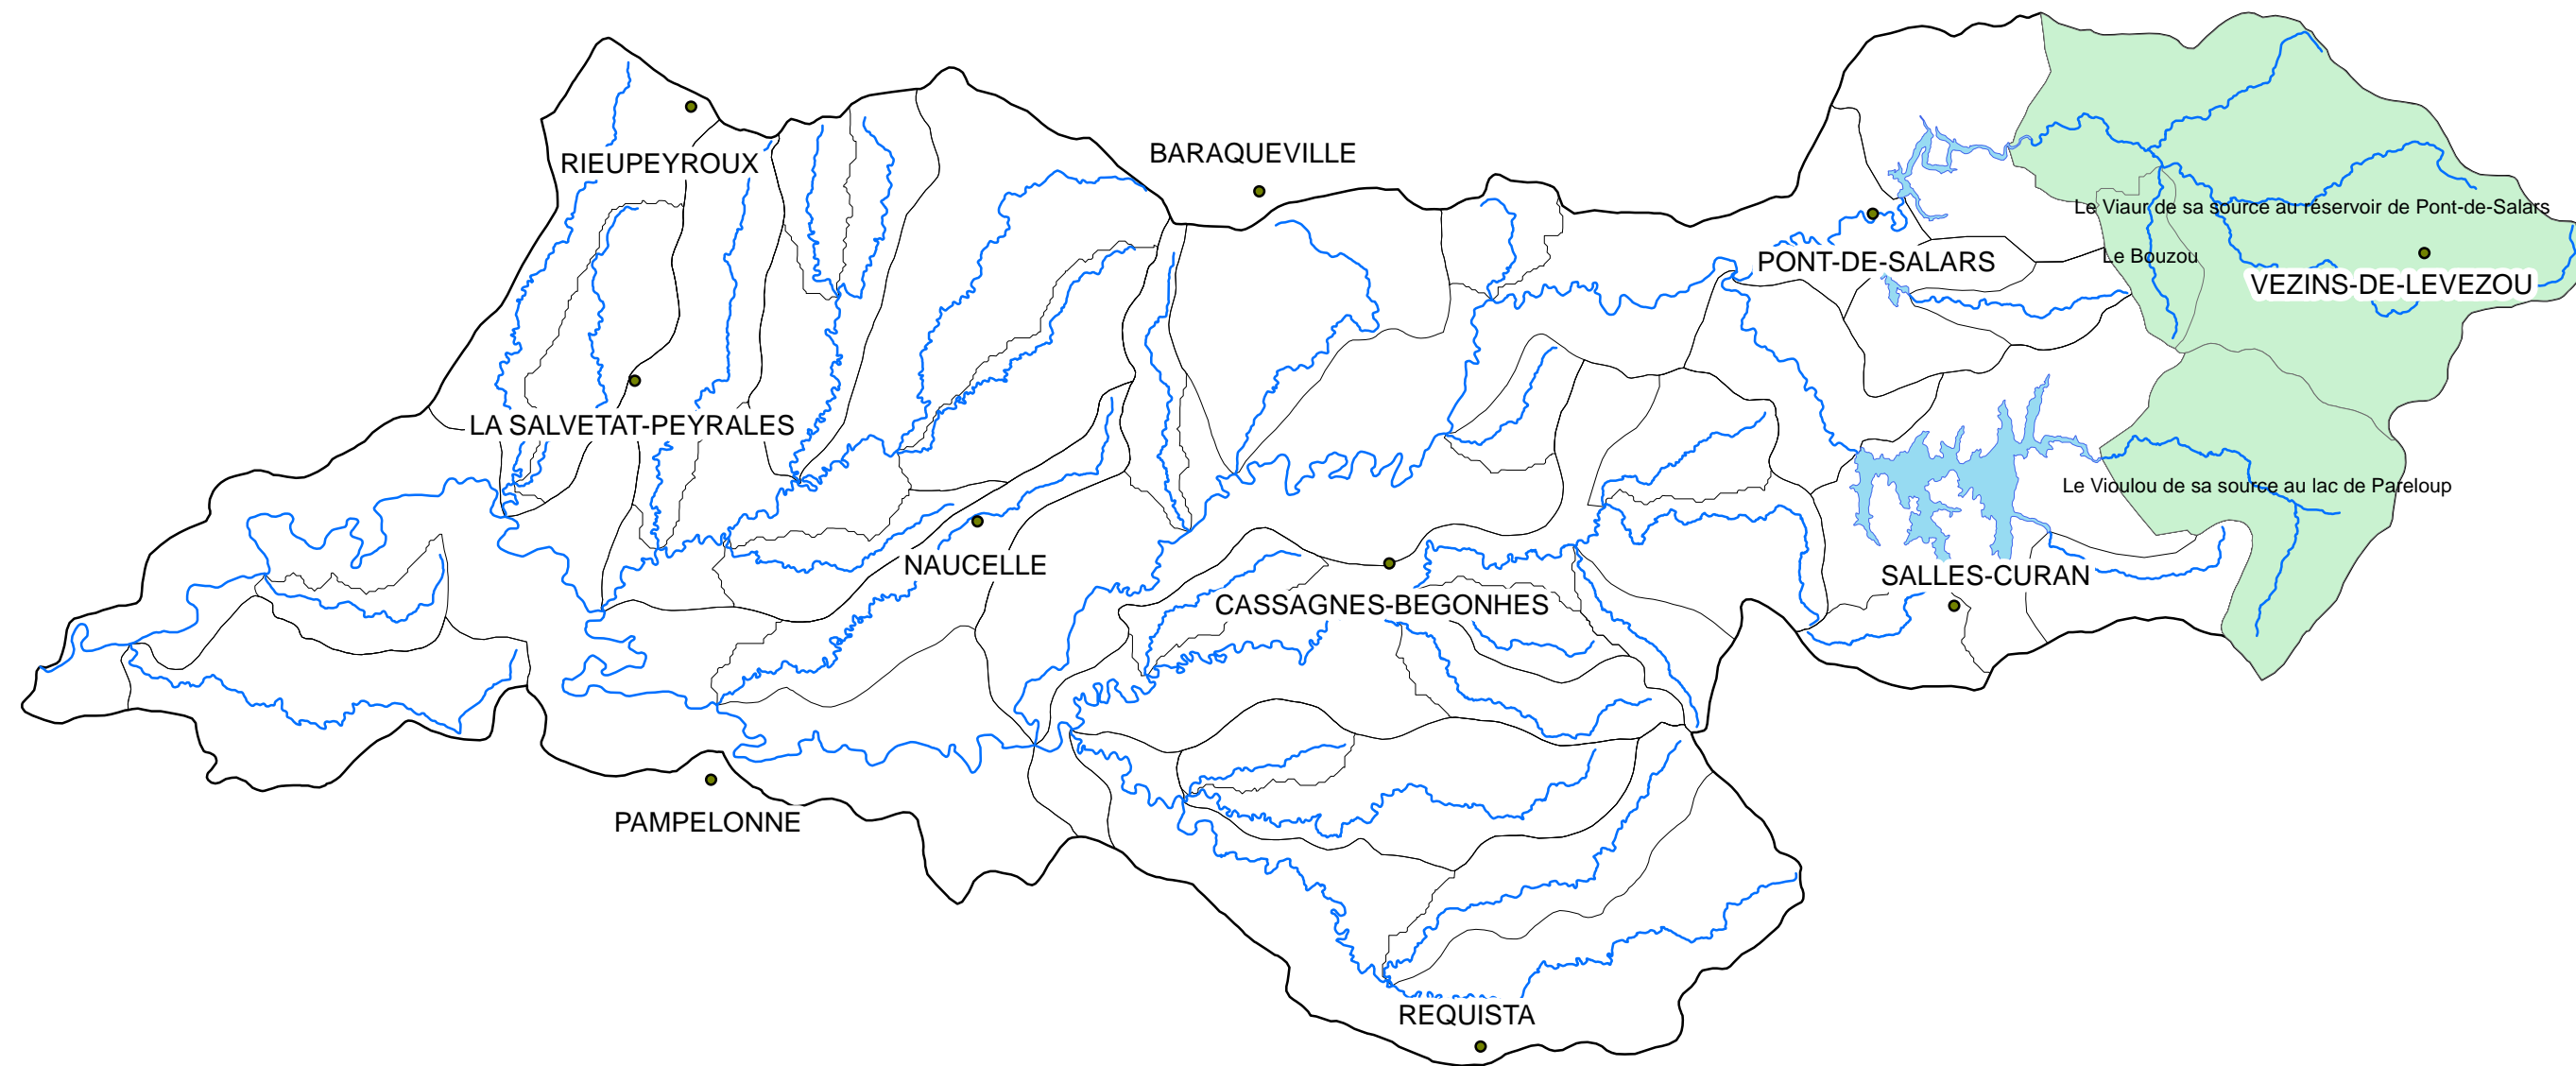 BARAQUEVILLE
RIEUPEYROUX
Le Viaur de sa source au réservoir de Pont-de-Salars
Le Bouzou
PONT-DE-SALARS
VEZINS-DE-LEVEZOU
LA SALVETAT-PEYRALES
Le Vioulou de sa source au lac de Pareloup
NAUCELLE
SALLES-CURAN
CASSAGNES-BEGONHES
PAMPELONNE
REQUISTA